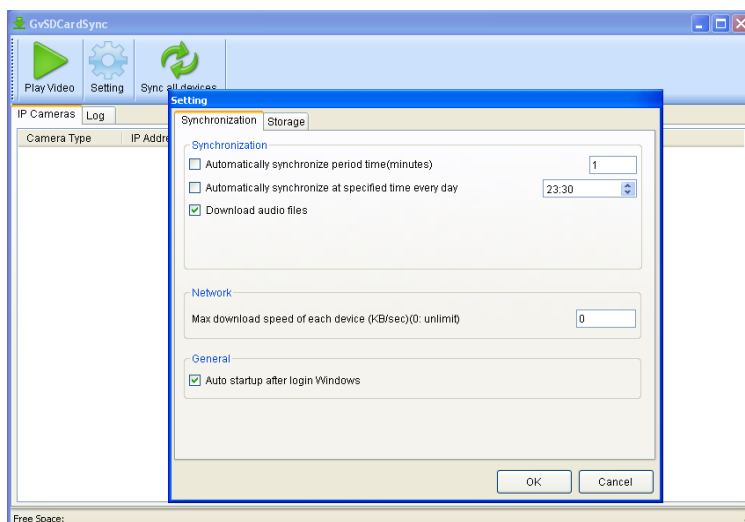 GvSDCardSync
Play Video
Setting
Sync all devices
IP Cameras
Log
Camera Type
IP Addre
Setting
Synchronization
Storage
Synchronization
Automatically synchronize period time(minutes)
1
Automatically synchronize at specified time every day
23:30
Download audio files
Network
Max download speed of each device (KB/sec)(0: unlimit)
0
General
Auto startup after login Windows
OK
Cancel
Free Space: